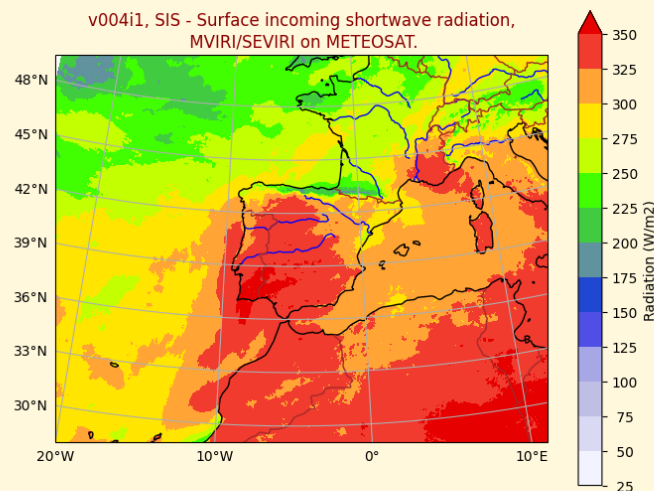 v004i1, SIS - Surface incoming shortwave radiation,
MVIRI/SEVIRI on METEOSAT.
48°N
45°N
42°N
39°N
36°N
33°N
30°N
20°W
10°W
0°
10°E
350
325
300
275
250
225
200
175
150
125
100
75
50
25
Radiation (W/m2)